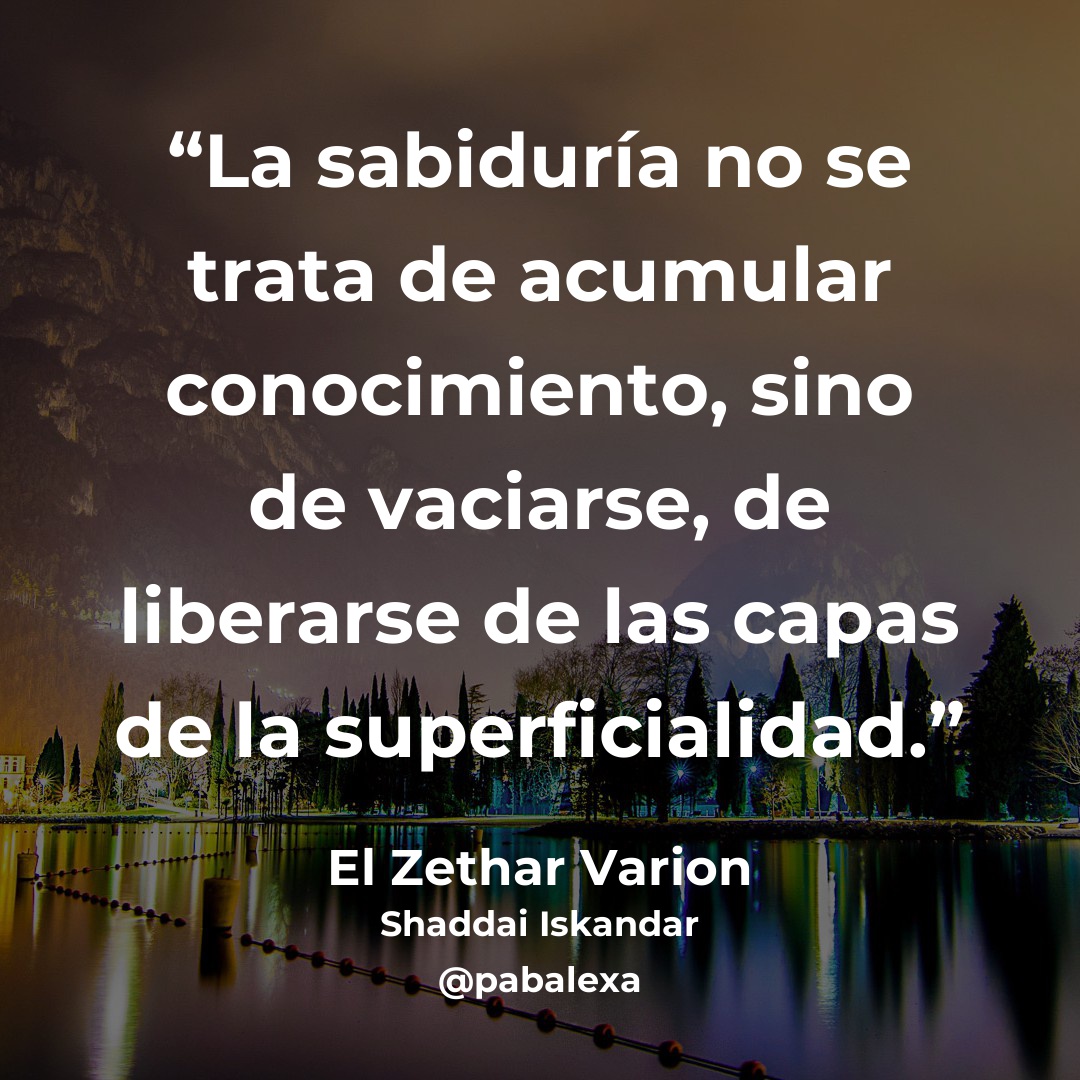 “La sabiduría no se
trata de acumular
conocimiento, sino
de vaciarse, de
liberarse de las capas
de la superficialidad.”
El Zethar Varion
Shaddai Iskandar
@pabalexa